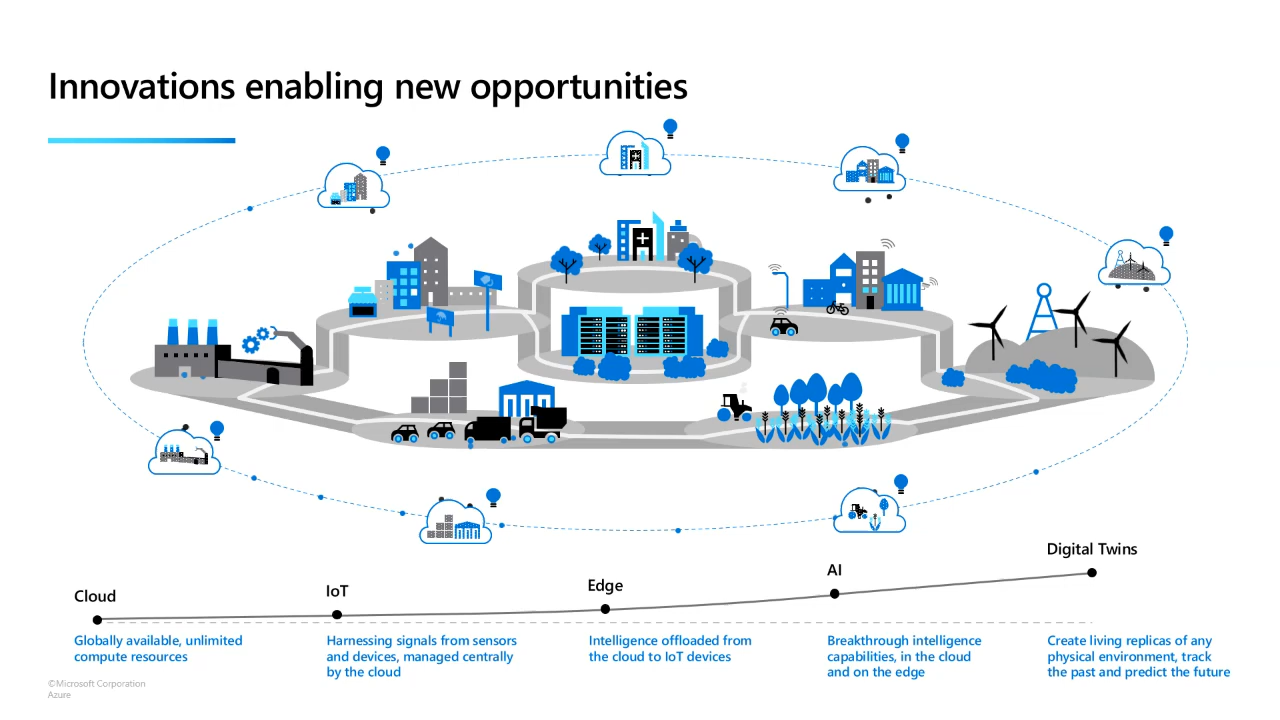 Innovations enabling new opportunities
Cloud
Globally available, unlimited
compute resources
IoT
Harnessing signals from sensors
and devices, managed centrally
by the cloud
Edge
Intelligence offloaded from
the cloud to IoT devices
AI
Breakthrough intelligence
capabilities, in the cloud
and on the edge
Digital Twins
Create living replicas of any
physical environment, track
the past and predict the future
©Microsoft Corporation
Azure